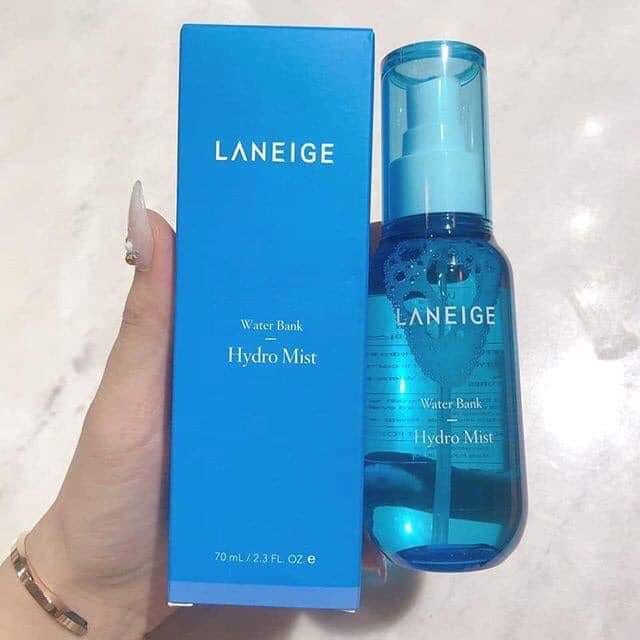 LANEIGE
Water Bank
Hydro Mist
70 mL / 2.3 FL. OZ. e
LANEIGE
Water Bank
Hydro Mist